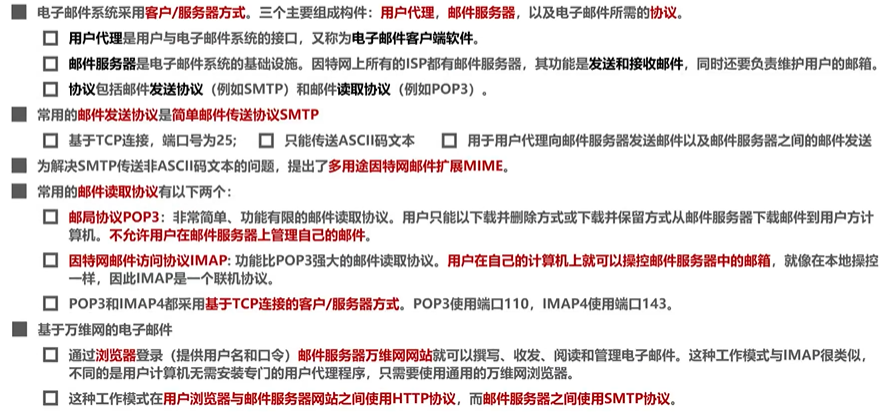 电子邮件系统采用客户/服务器方式。三个主要组成构件：用户代理，邮件服务器，以及电子邮件所需的协议。
用户代理是用户与电子邮件系统的接口，又称为电子邮件客户端软件。
邮件服务器是电子邮件系统的基础设施。因特网上所有的ISP都有邮件服务器，其功能是发送和接收邮件，同时还要负责维护用户的邮箱。
协议包括邮件发送协议（例如SMTP）和邮件读取协议（例如POP3）。
常用的邮件发送协议是简单邮件传送协议SMTP
基于TCP连接，端口号为25; 只能传送ASCII码文本 用于用户代理向邮件服务器发送邮件以及邮件服务器之间的邮件发送
为解决SMTP传送非ASCII码文本的问题，提出了多用途因特网邮件扩展MIME。
常用的邮件读取协议有以下两个：
邮局协议POP3：非常简单、功能有限的邮件读取协议。用户只能以下载并删除方式或下载并保留方式从邮件服务器下载邮件到用户方计
算机。不允许用户在邮件服务器上管理自己的邮件。
因特网邮件访问协议IMAP: 功能比POP3强大的邮件读取协议。用户在自己的计算机上就可以操控邮件服务器中的邮箱，就像在本地操控
一样，因此IMAP是一个联机协议。
POP3和IMAP4都采用基于TCP连接的客户/服务器方式。POP3使用端口110，IMAP4使用端口143。
基于万维网的电子邮件
通过浏览器登录（提供用户名和口令）邮件服务器万维网网站就可以撰写、收发、阅读和管理电子邮件。这种工作模式与IMAP很类似，
不同的是用户计算机无需安装专门的用户代理程序，只需要使用通用的万维网浏览器。
这种工作模式在用户浏览器与邮件服务器网站之间使用HTTP协议，而邮件服务器之间使用SMTP协议。